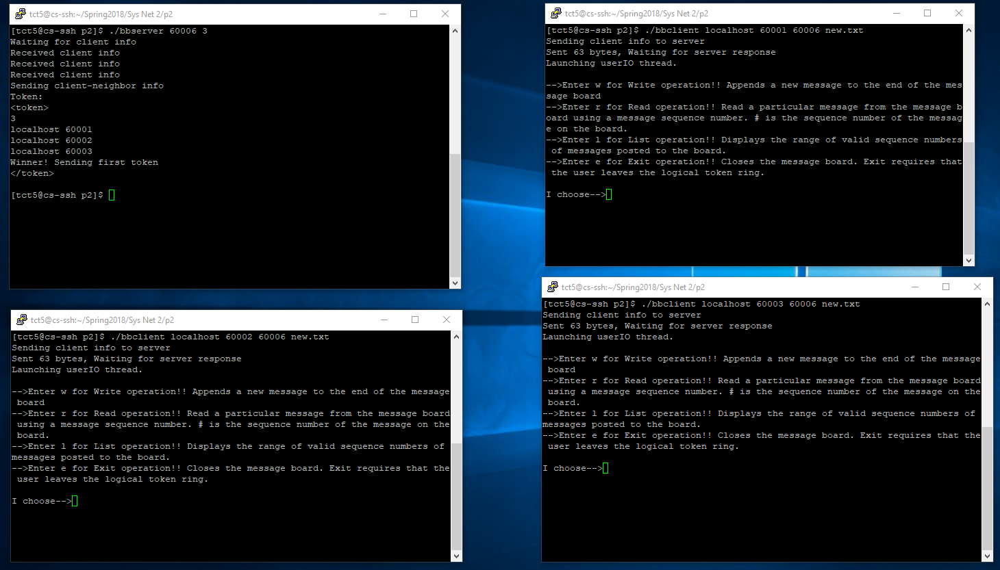 tct5@cs-ssh:~/Spring2018/Sys Net 2/p2
[tct5@cs-ssh p2]$ ./bbserver 60006 3
Waiting for client info
Received client info
Received client info
Received client info
Sending client-neighbor info
Token:
<token>
3
localhost 60001
localhost 60002
localhost 60003
Winner! Sending first token
</token>
[tct5@cs-ssh p2]$
tct5@cs-ssh:~/Spring2018/Sys Net 2/p2
[tct5@cs-ssh p2]$ ./bbclient localhost 60001 60006 new.txt
Sending client info to server
Sent 63 bytes, Waiting for server response
Launching userIO thread.
-->Enter w for Write operation!! Appends a new message to the end of the mes
sage board
-->Enter r for Read operation!! Read a particular message from the message b
oard using a message sequence number. # is the sequence number of the messag
e on the board.
-->Enter l for List operation!! Displays the range of valid sequence numbers
of messages posted to the board.
-->Enter e for Exit operation!! Closes the message board. Exit requires that
the user leaves the logical token ring.
I choose-->
tct5@cs-ssh:~/Spring2018/Sys Net 2/p2
[tct5@cs-ssh p2]$ ./bbclient localhost 60002 60006 new.txt
Sending client info to server
Sent 63 bytes, Waiting for server response
Launching userIO thread.
-->Enter w for Write operation!! Appends a new message to the end of the message
board
-->Enter r for Read operation!! Read a particular message from the message board
using a message sequence number. # is the sequence number of the message on the
board.
-->Enter l for List operation!! Displays the range of valid sequence numbers of
messages posted to the board.
-->Enter e for Exit operation!! Closes the message board. Exit requires that the
user leaves the logical token ring.
I choose-->
tct5@cs-ssh:~/Spring2018/Sys Net 2/p2
[tct5@cs-ssh p2]$ ./bbclient localhost 60003 60006 new.txt
Sending client info to server
Sent 63 bytes, Waiting for server response
Launching userIO thread.
-->Enter w for Write operation!! Appends a new message to the end of the message
board
-->Enter r for Read operation!! Read a particular message from the message board
using a message sequence number. # is the sequence number of the message on the
board.
-->Enter l for List operation!! Displays the range of valid sequence numbers of
messages posted to the board.
-->Enter e for Exit operation!! Closes the message board. Exit requires that the
user leaves the logical token ring.
I choose-->